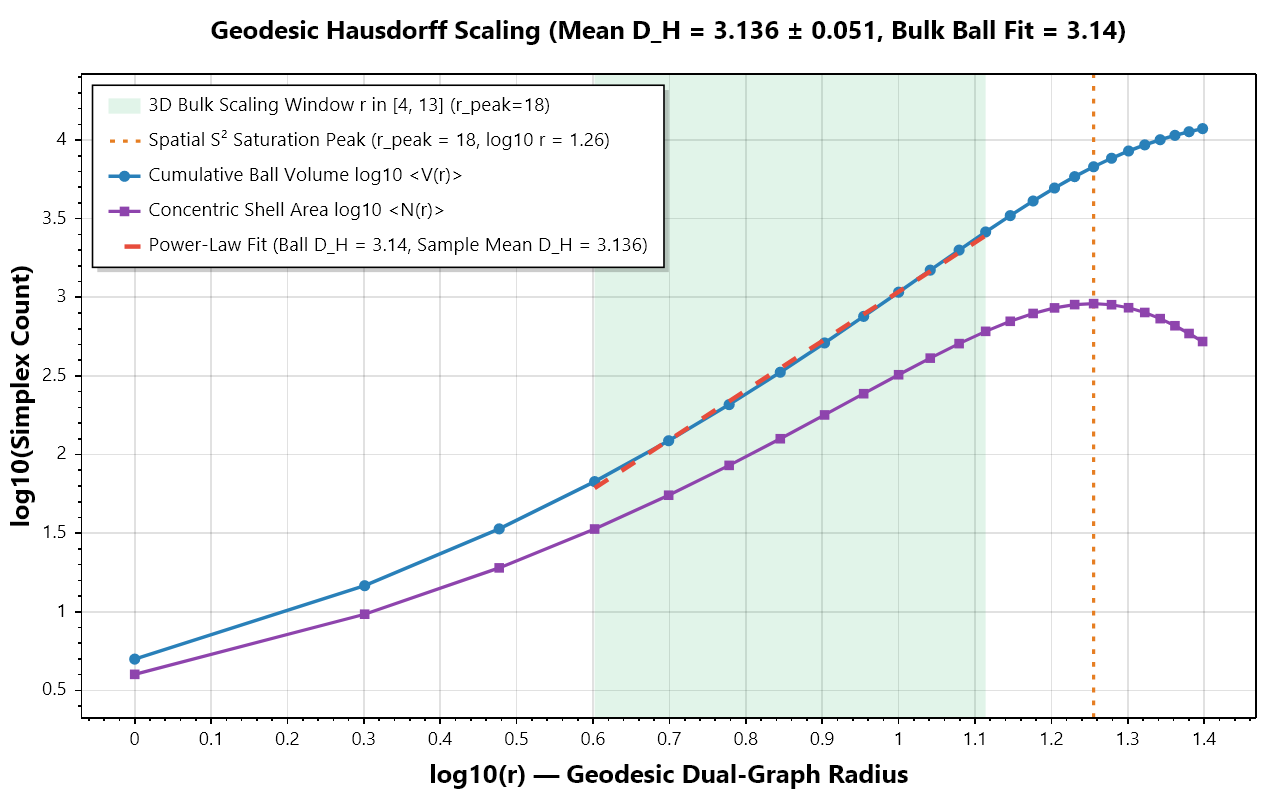 Geodesic Hausdorff Scaling (Mean D_H = 3.136 ± 0.051, Bulk Ball Fit = 3.14)
3D Bulk Scaling Window r in [4, 13] (r_peak=18)
Spatial S² Saturation Peak (r_peak = 18, log10 r = 1.26)
Cumulative Ball Volume log10 <V(r)>
Concentric Shell Area log10 <N(r)>
Power-Law Fit (Ball D_H = 3.14, Sample Mean D_H = 3.136)
log10(Simplex Count)
4
3.5
3
2.5
2
1.5
1
0.5
0 0.1 0.2 0.3 0.4 0.5 0.6 0.7 0.8 0.9 1 1.1 1.2 1.3 1.4
log10(r) — Geodesic Dual-Graph Radius